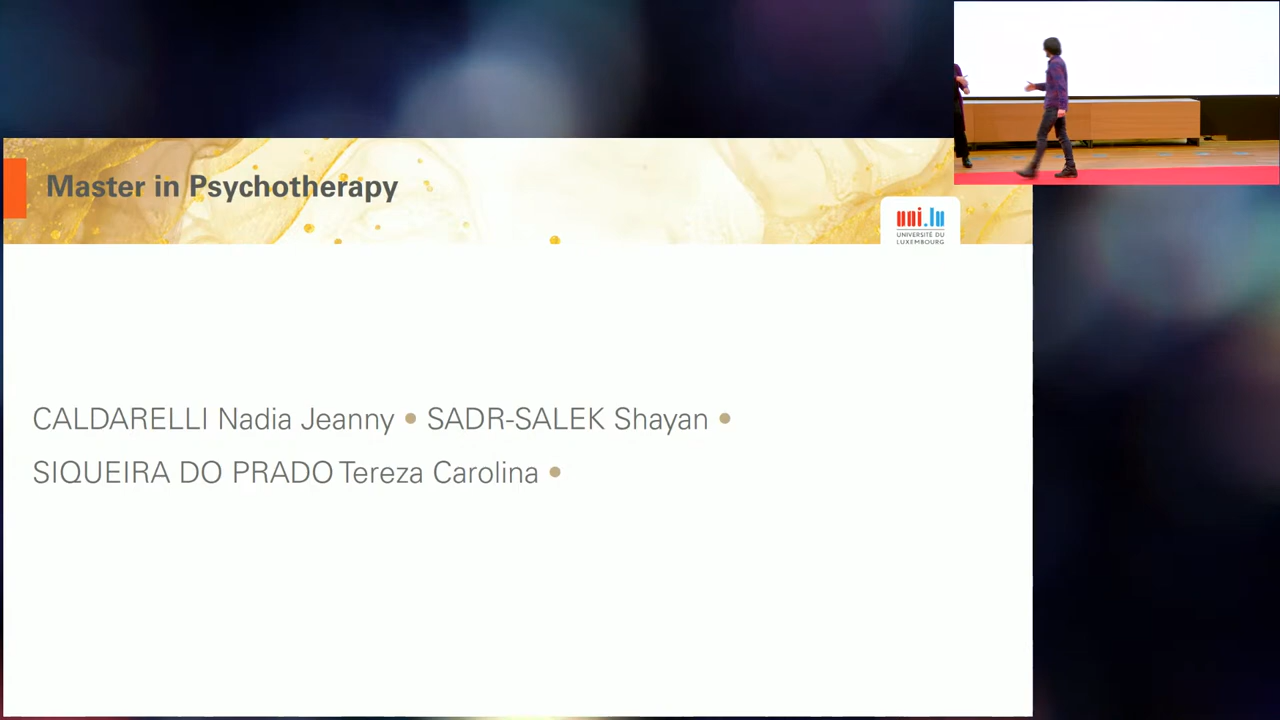 Master in Psychotherapy
uni.lu
UNIVERSITÉ DU
LUXEMBOURG
CALDARELLI Nadia Jeanny • SADR-SALEK Shayan •
SIQUEIRA DO PRADO Tereza Carolina •